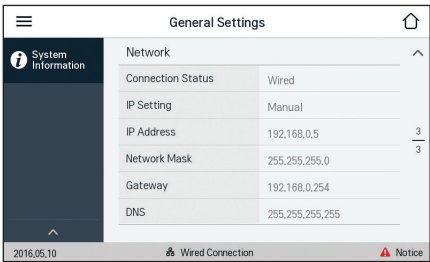 General Settings
System
Information
Network
Connection Status Wired
IP Setting Manual
IP Address 192,168,0,5
Network Mask 255,255,255,0
Gateway 192,168,0,254
DNS 255,255,255,255
3
3
2016,05,10 Wired Connection Notice